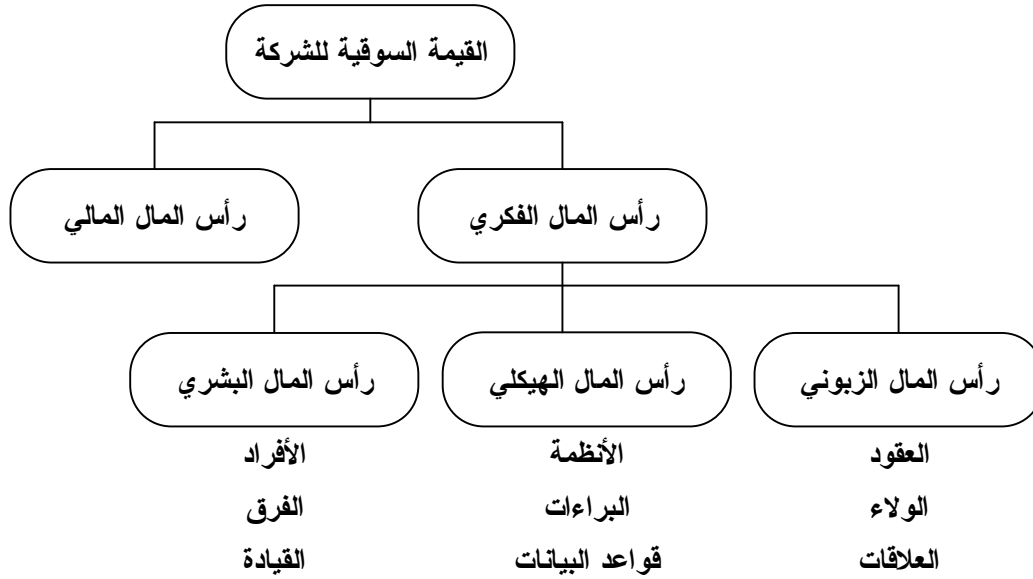 القيمة السوقية للشركة
رأس المال الفكري
رأس المال المالي
رأس المال الزبوني
رأس المال الهيكلي
رأس المال البشري
العقود
الأنظمة
الأفراد
الولاء
البراءات
الفرق
العلاقات
قواعد البيانات
القيادة